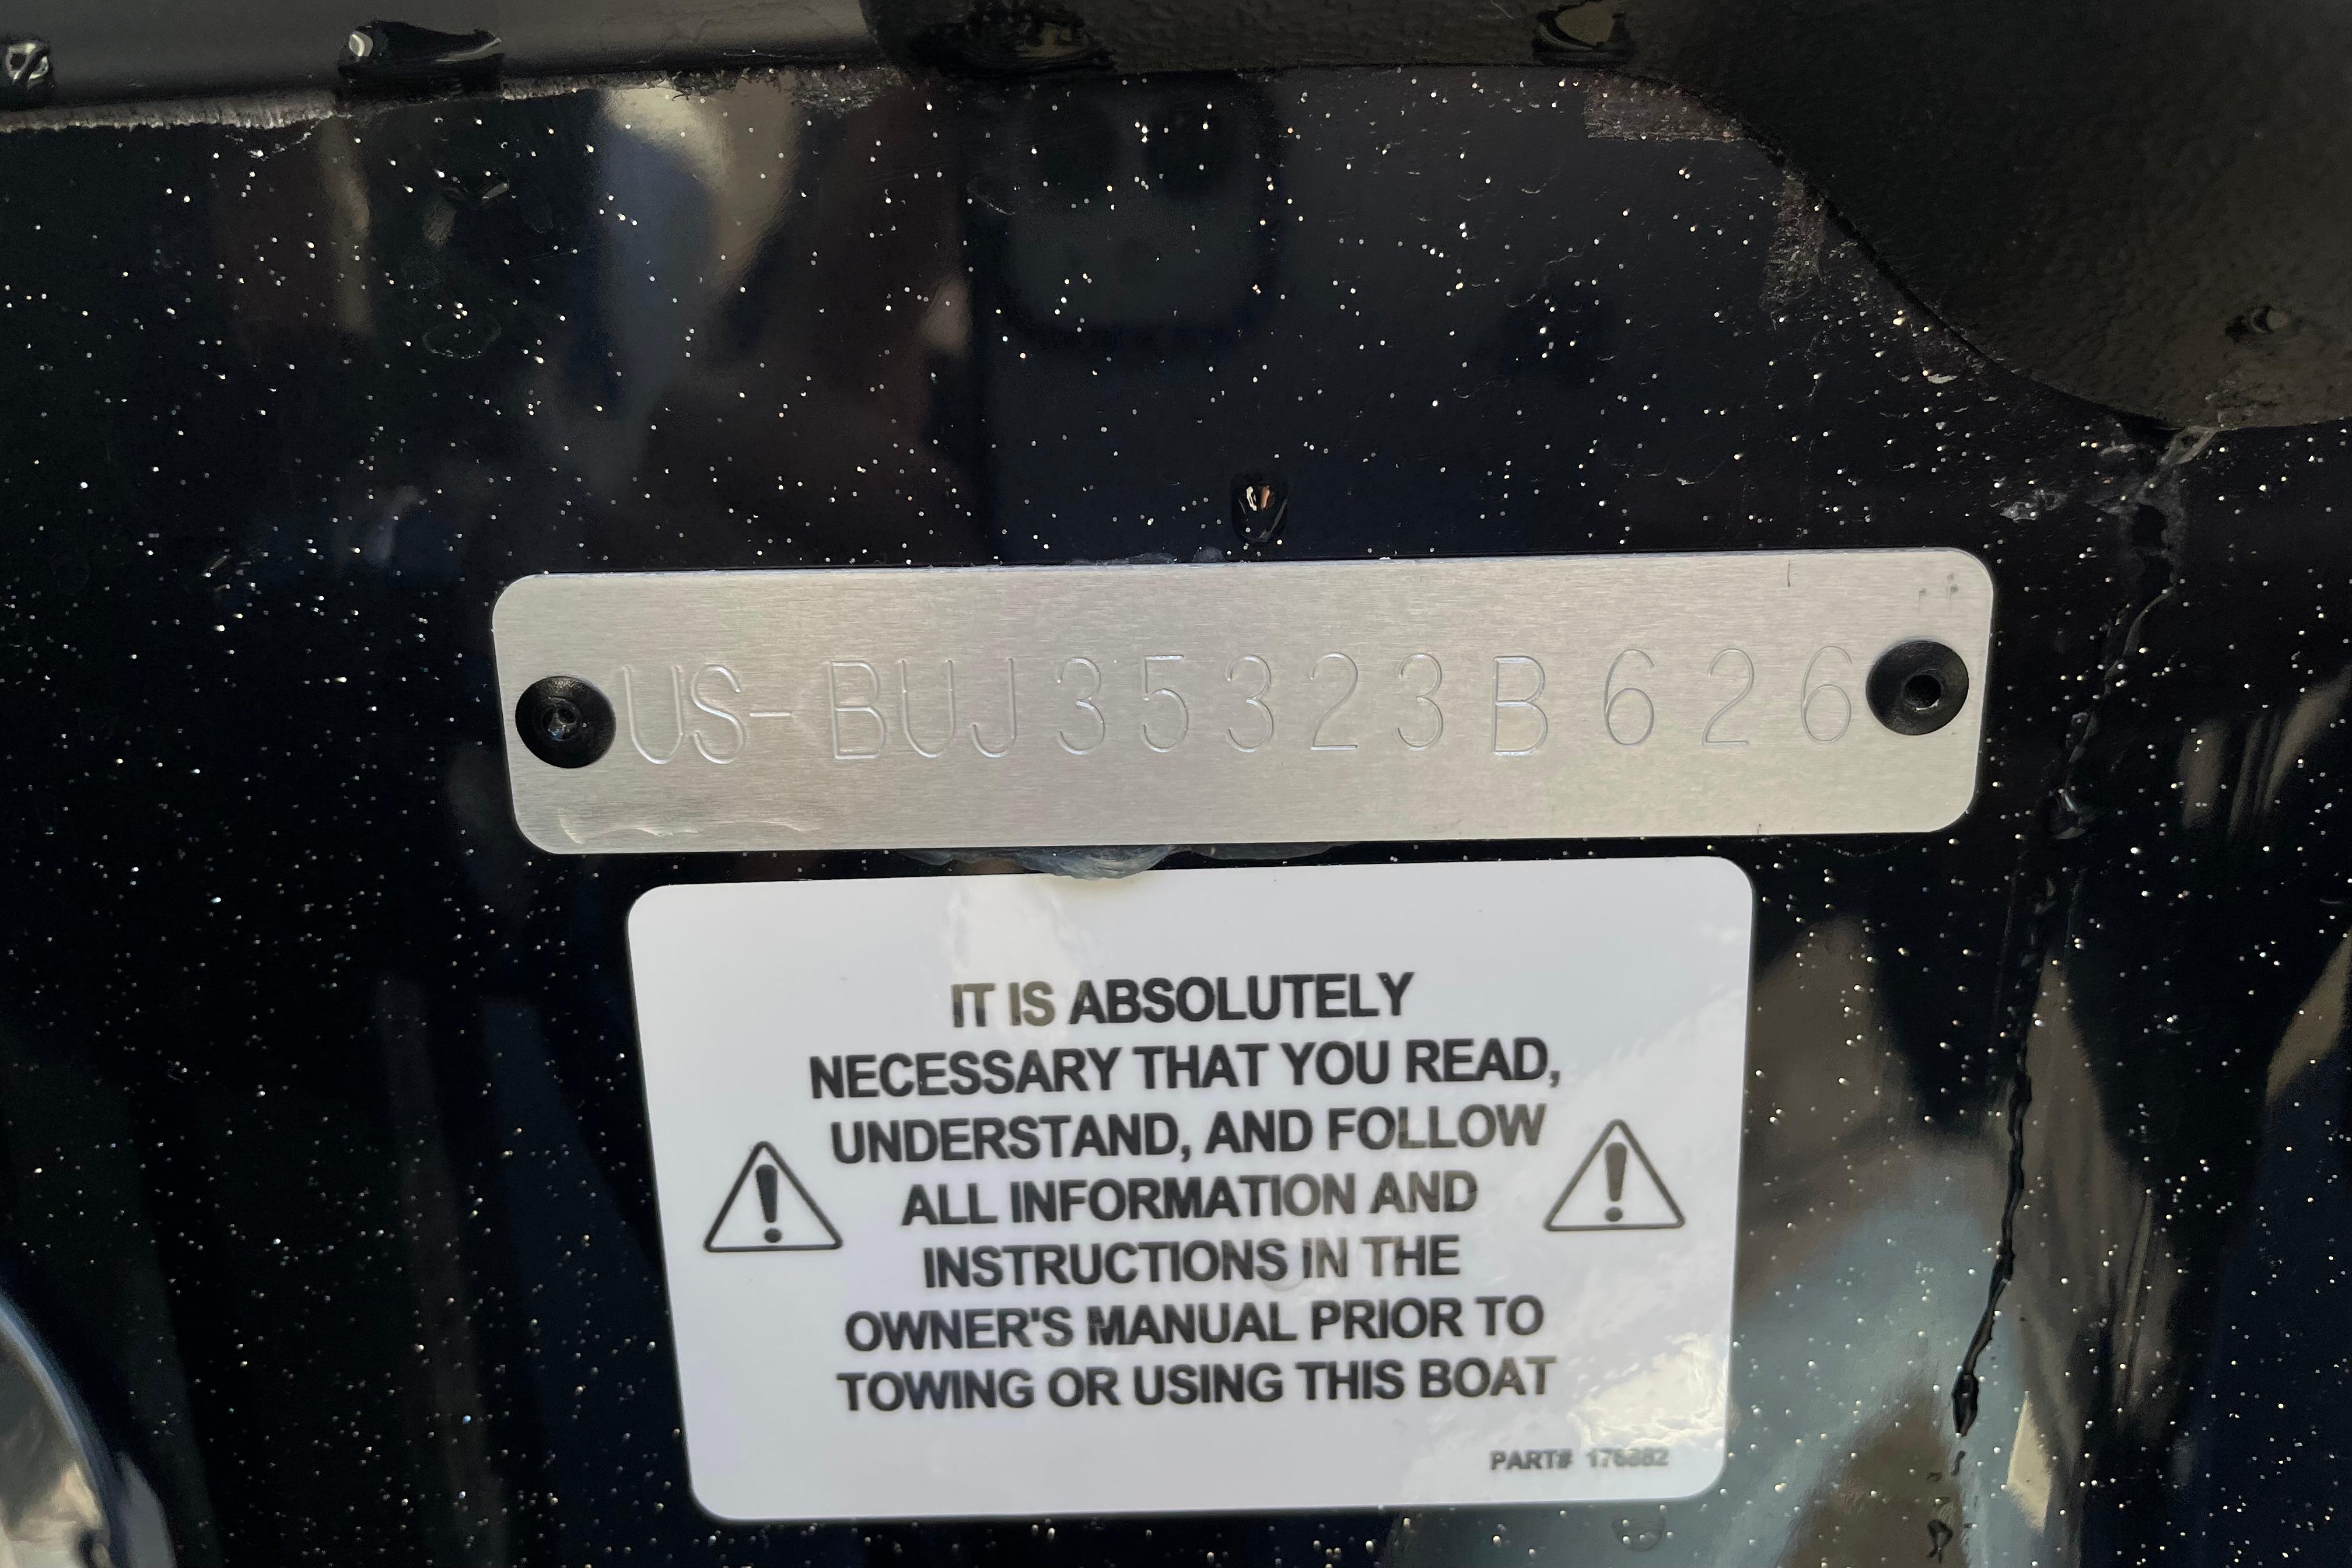 US-BUJ35323B626
IT IS ABSOLUTELY
NECESSARY THAT YOU READ,
UNDERSTAND, AND FOLLOW
ALL INFORMATION AND
INSTRUCTIONS IN THE
OWNER'S MANUAL PRIOR TO
TOWING OR USING THIS BOAT
PART#